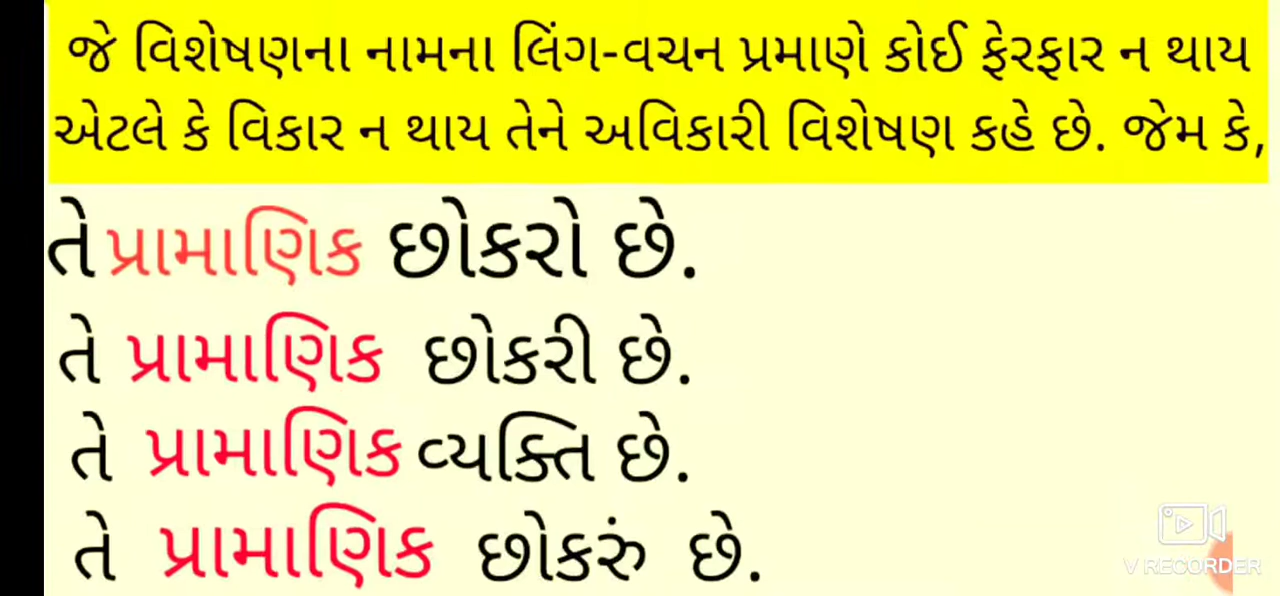 જે વિશેષણના નામના લિંગ-વચન પ્રમાણે કોઈ ફેરફાર ન થાય
એટલે કે વિકાર ન થાય તેને અવિકારી વિશેષણ કહે છે. જેમ કે,
તે પ્રામાણિક છોકરો છે.
તે પ્રામાણિક છોકરી છે.
તે પ્રામાણિક વ્યક્તિ છે.
તે પ્રામાણિક છોકરું છે.
V RECORDER